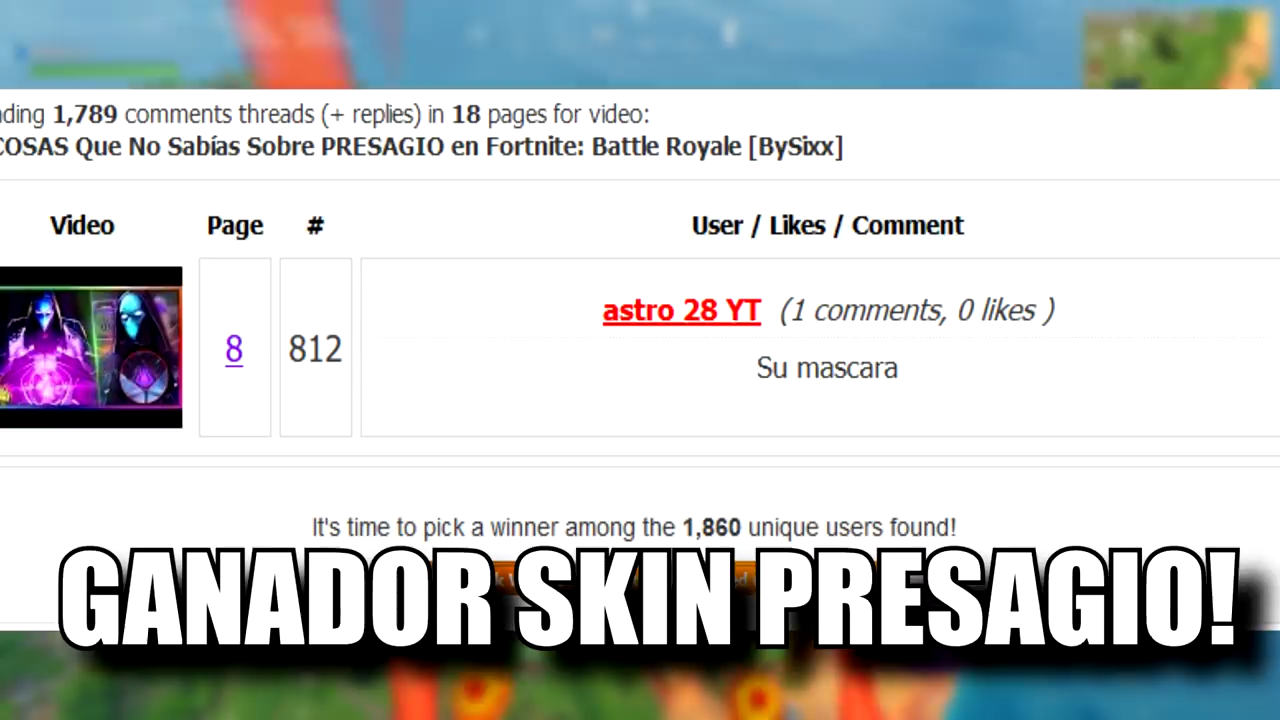 1,789 comments threads (+ replies) in 18 pages for video:
COSAS Que No Sabías Sobre PRESAGIO en Fortnite: Battle Royale [BySixx]
Video Page # User / Likes / Comment
astro 28 YT (1 comments, 0 likes )
8 812
Su mascara
It's time to pick a winner among the 1,860 unique users found!
GANADOR SKIN PRESAGIO!